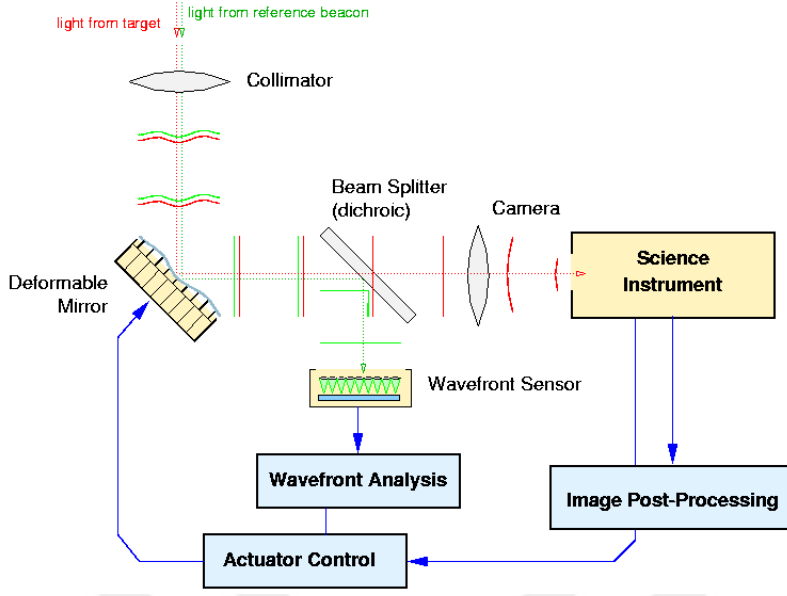 light from target
light from reference beacon
Collimator
Beam Splitter
(dichroic)
Camera
Science
Instrument
Deformable
Mirror
Wavefront Sensor
Wavefront Analysis
Image Post-Processing
Actuator Control